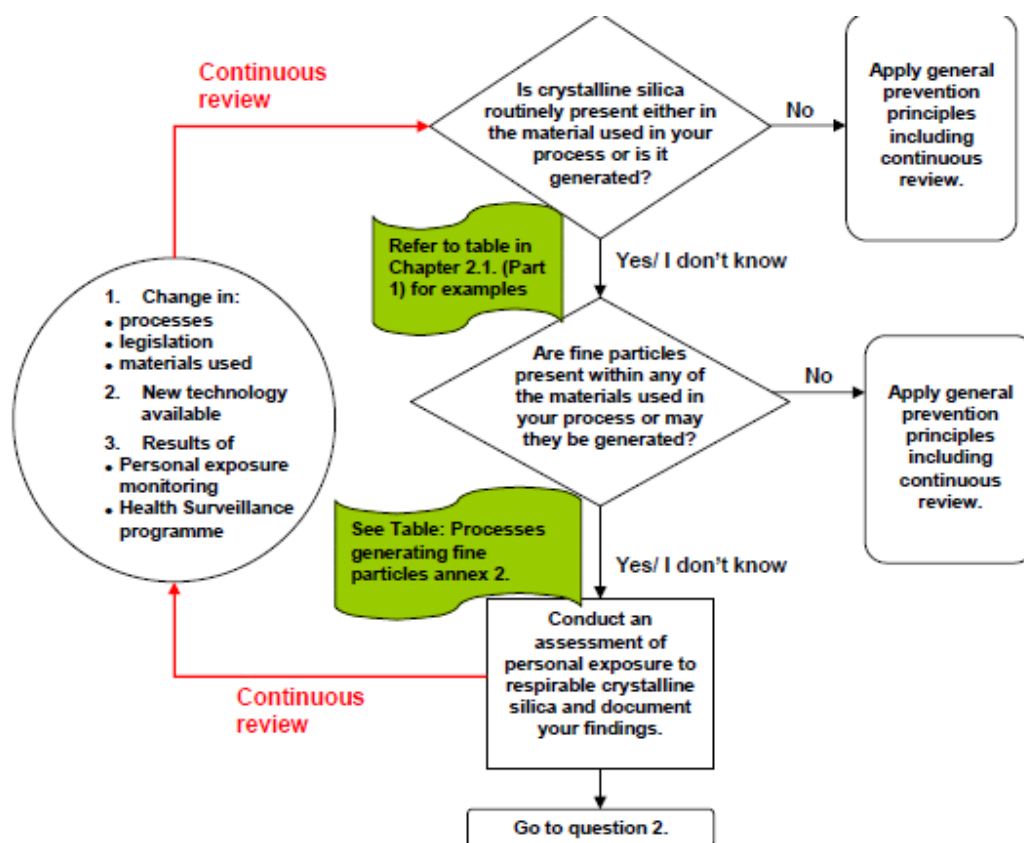 Continuous
review
Is crystalline silica
routinely present either in
the material used in your
process or is it
generated?
No
Apply general
prevention
principles
including
continuous
review.
Refer to table in
Chapter 2.1. (Part
1) for examples
Yes/ I don't know
1. Change in:
• processes
• legislation
• materials used
2. New technology
available
3. Results of
• Personal exposure
monitoring
• Health Surveillance
programme
Are fine particles
present within any of
the materials used in
your process or may
they be generated?
No
Apply general
prevention
principles
including
continuous
review.
See Table: Processes
generating fine
particles annex 2.
Yes/ I don't know
Conduct an
assessment of
personal exposure to
respirable crystalline
silica and document
your findings.
Continuous
review
Go to question 2.